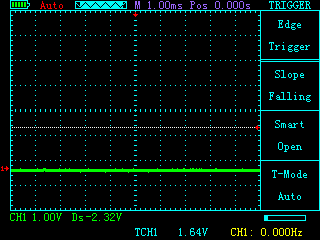 Auto M 1.00ms Pos 0.000s TRIGGER
Edge
Trigger
Slope
Falling
Smart
Open
T-Mode
Auto
CH1 1.00V Ds-2.32V
TCH1 1.64V CH1: 0.000Hz